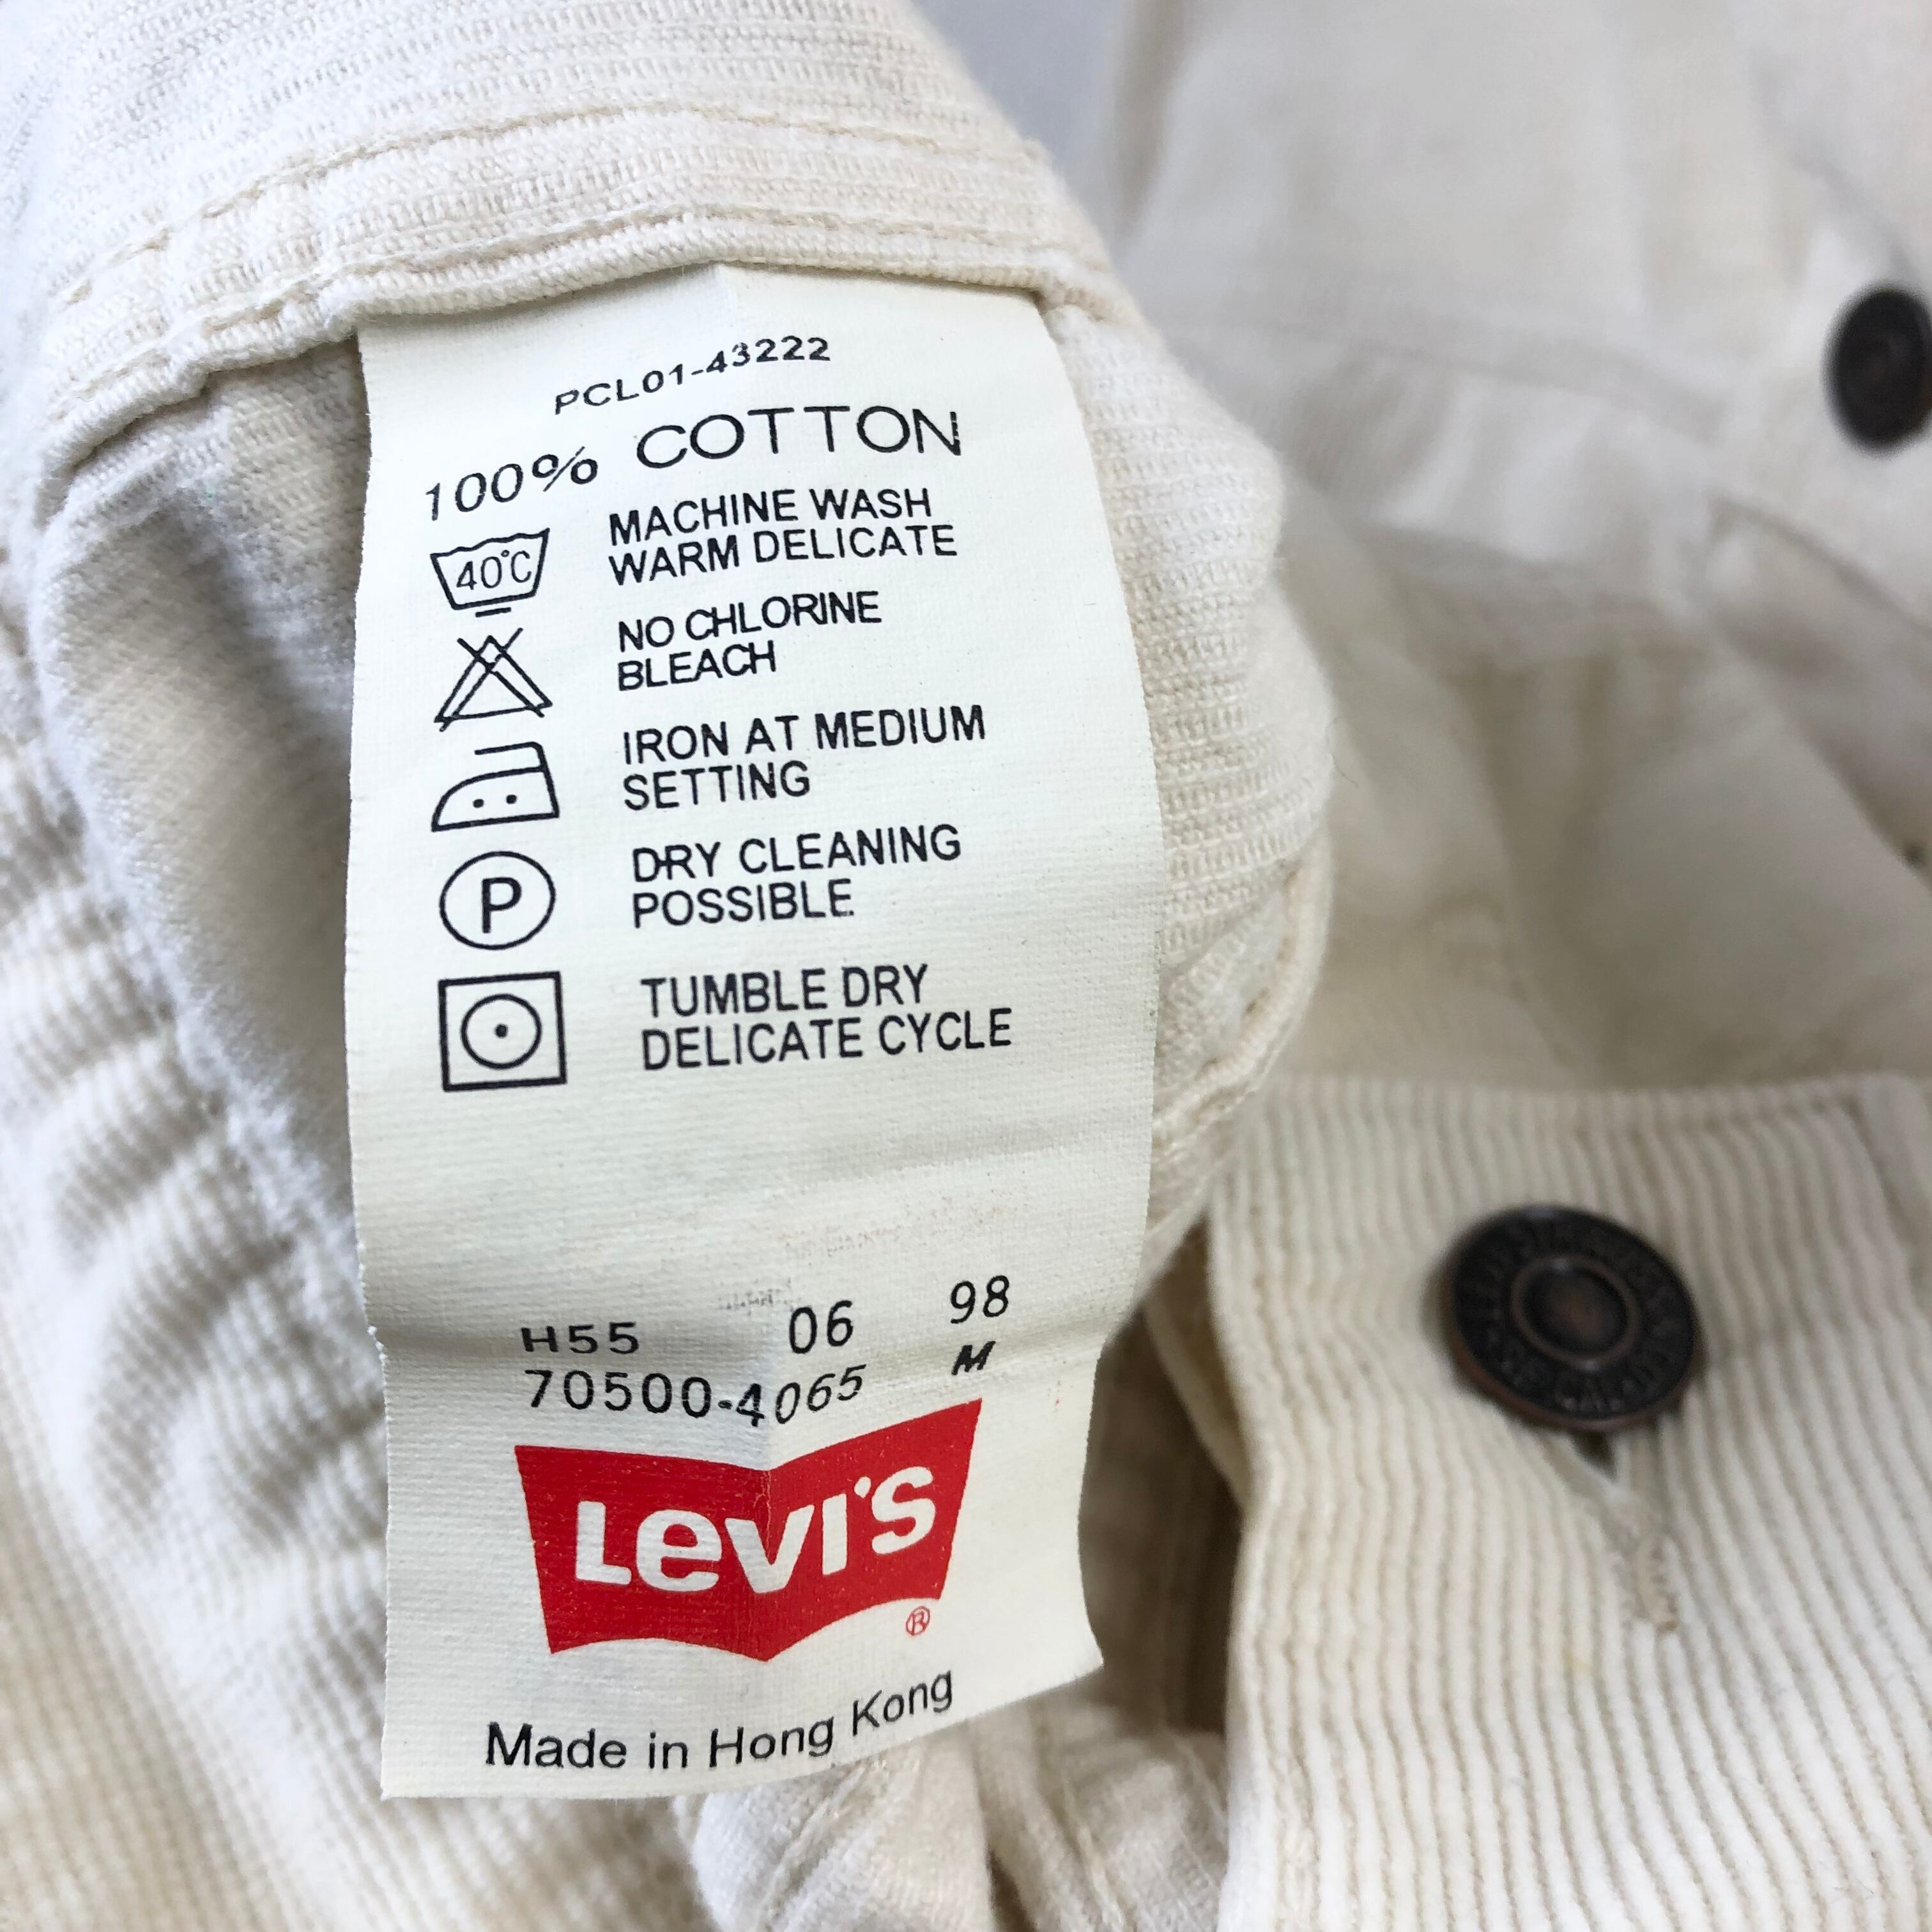 PCL01-43222
100% COTTON
40°C
MACHINE WASH
WARM DELICATE
NO CHLORINE
BLEACH
IRON AT MEDIUM
SETTING
P
DRY CLEANING
POSSIBLE
TUMBLE DRY
DELICATE CYCLE
H55 06 98
70500-4065 M
LEVI'S
®
Made in Hong Kong